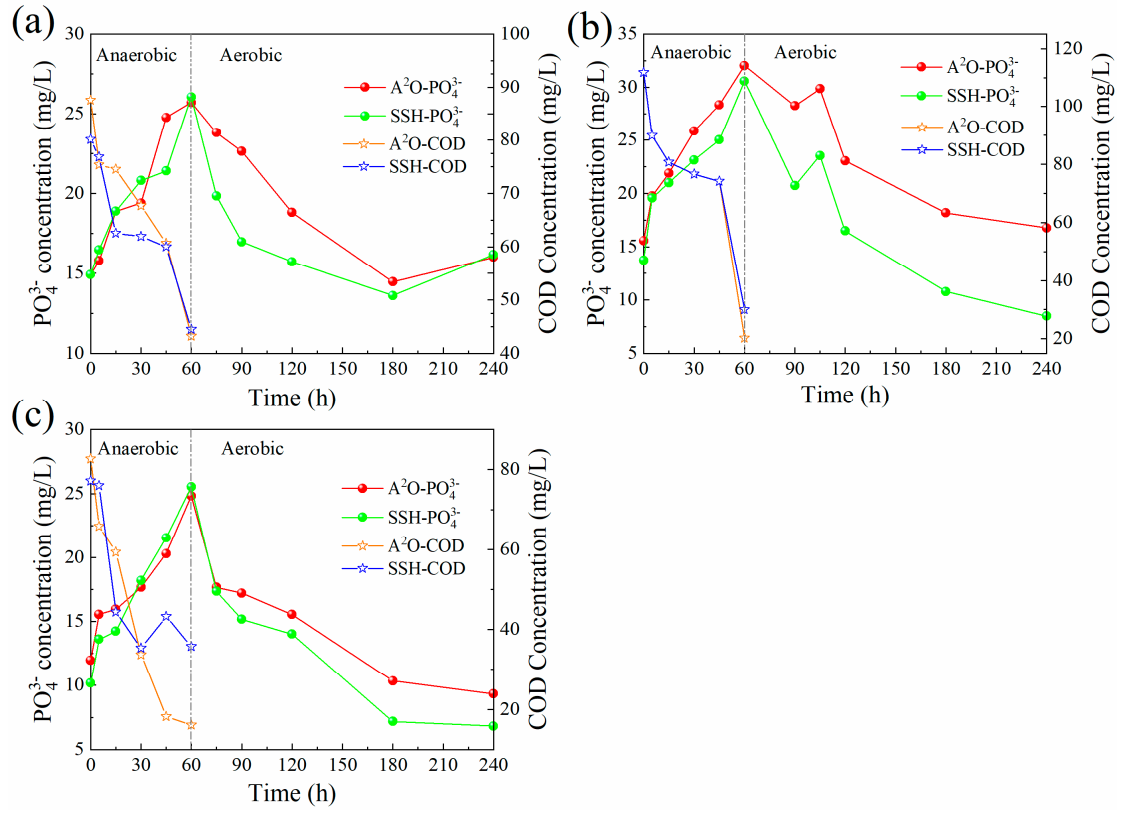 (a)
30
25
20
15
10
PO₄³⁻ concentration (mg/L)
Anaerobic
Aerobic
A²O-PO₄³⁻
SSH-PO₄³⁻
A²O-COD
SSH-COD
100
90
80
70
60
50
40
COD Concentration (mg/L)
0 30 60 90 120 150 180 210 240
Time (h)
(b)
35
30
25
20
15
10
5
PO₄³⁻ concentration (mg/L)
Anaerobic
Aerobic
A²O-PO₄³⁻
SSH-PO₄³⁻
A²O-COD
SSH-COD
120
100
80
60
40
20
COD Concentration (mg/L)
0 30 60 90 120 150 180 210 240
Time (h)
(c)
30
25
20
15
10
5
PO₄³⁻ concentration (mg/L)
Anaerobic
Aerobic
A²O-PO₄³⁻
SSH-PO₄³⁻
A²O-COD
SSH-COD
80
60
40
20
COD Concentration (mg/L)
0 30 60 90 120 150 180 210 240
Time (h)